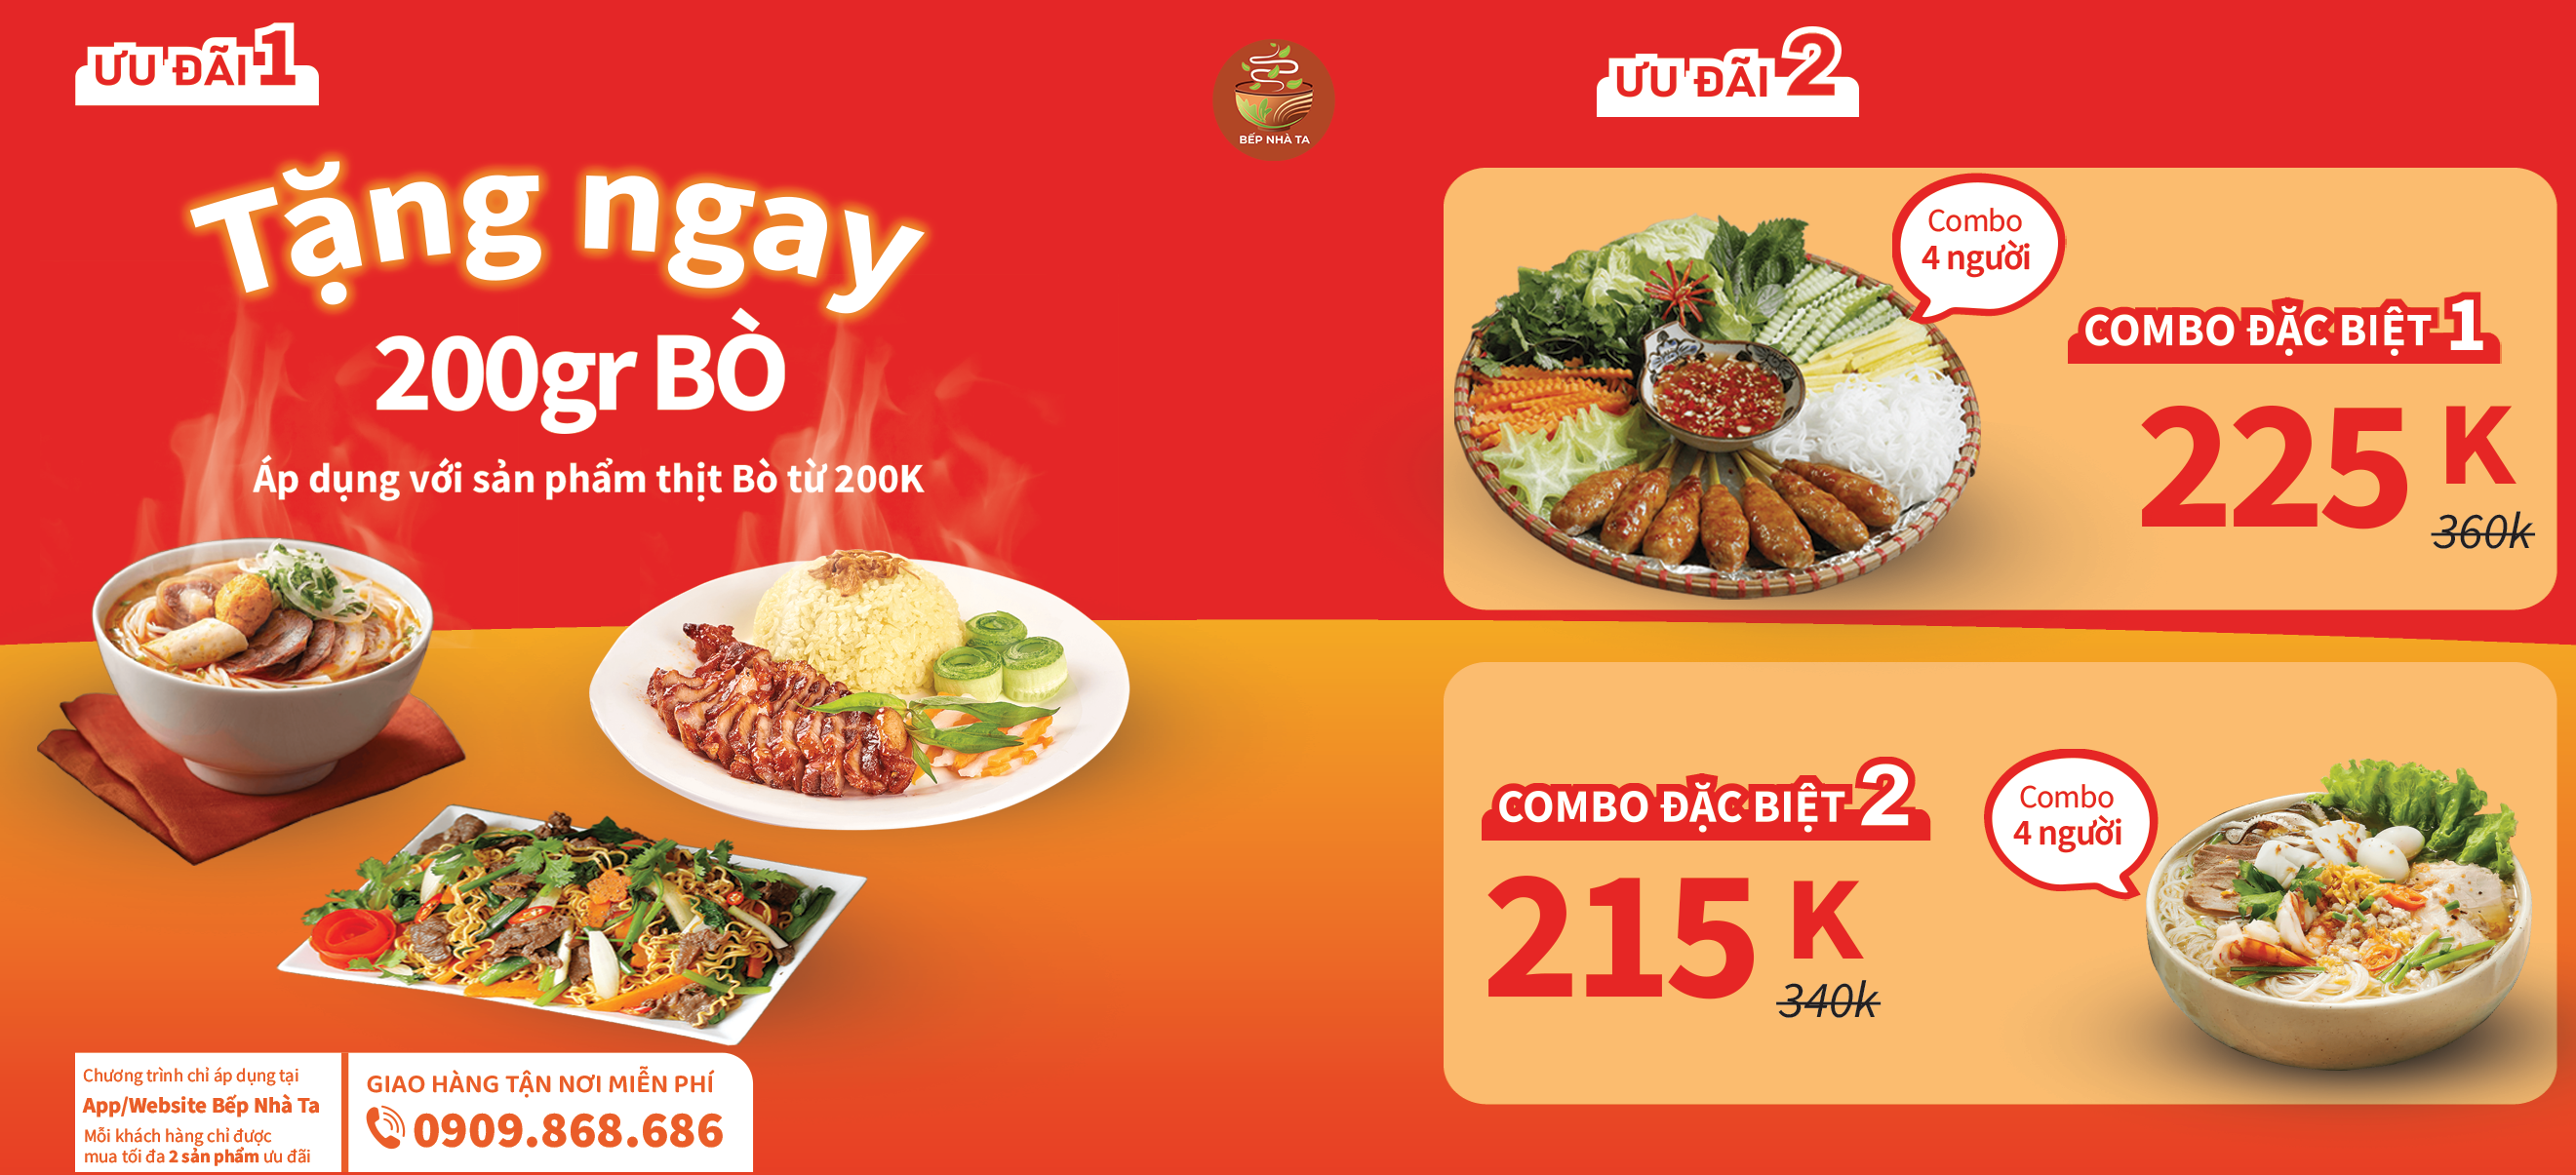 ƯU ĐÃI 1
Tặng ngay
200gr BÒ
Áp dụng với sản phẩm thịt Bò từ 200K
Chương trình chỉ áp dụng tại
App/Website Bếp Nhà Ta
Mỗi khách hàng chỉ được
mua tối đa 2 sản phẩm ưu đãi
GIAO HÀNG TẬN NƠI MIỄN PHÍ
0909.868.686
BẾP NHÀ TA
ƯU ĐÃI 2
Combo
4 người
COMBO ĐẶC BIỆT 1
225 K
360k
COMBO ĐẶC BIỆT 2
215 K
340k
Combo
4 người